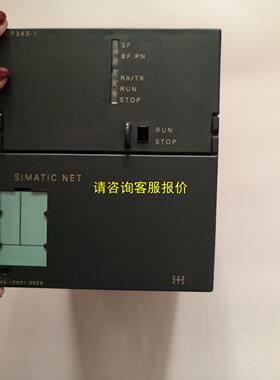 CP343-1
SF
BF PN
RX/TX
RUN
STOP
RUN
STOP
请咨询客服报价
SIMATIC NET